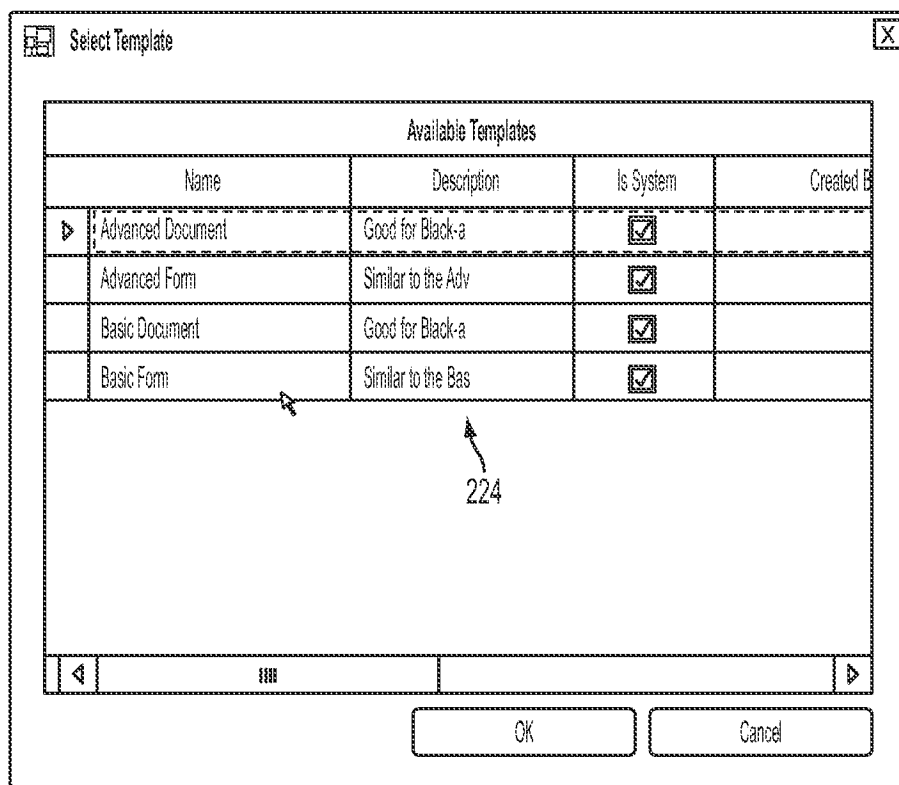 Select Template
X
Available Templates
Name Description Is System Created B
Advanced Document Good for Black-a
Advanced Form Similar to the Adv
Basic Document Good for Black-a
Basic Form Similar to the Bas
224
OK Cancel